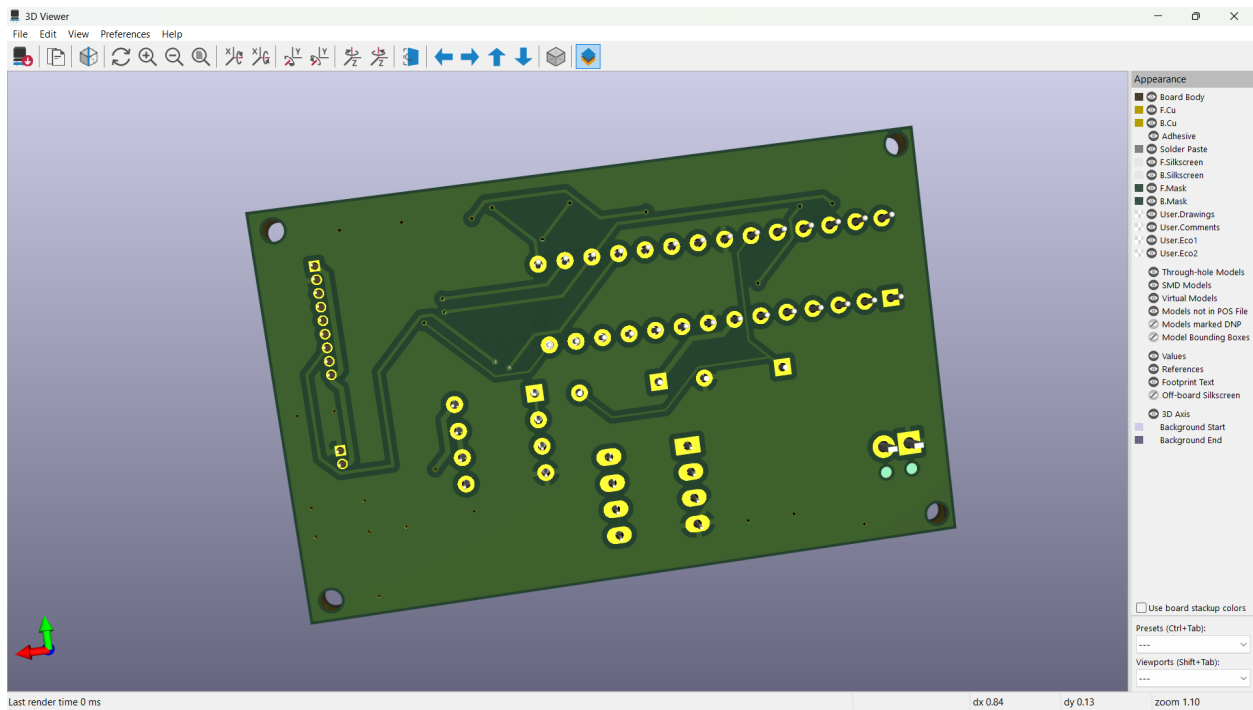 3D Viewer
File Edit View Preferences Help
Appearance
Board Body
F.Cu
B.Cu
Adhesive
Solder Paste
F.Silkscreen
B.Silkscreen
F.Mask
B.Mask
User.Drawings
User.Comments
User.Eco1
User.Eco2
Through-hole Models
SMD Models
Virtual Models
Models not in POS File
Models marked DNP
Model Bounding Boxes
Values
References
Footprint Text
Off-board Silkscreen
3D Axis
Background Start
Background End
Use board stackup colors
Presets (Ctrl+Tab):
---
Viewports (Shift+Tab):
---
Last render time 0 ms
dx 0.84 dy 0.13 zoom 1.10